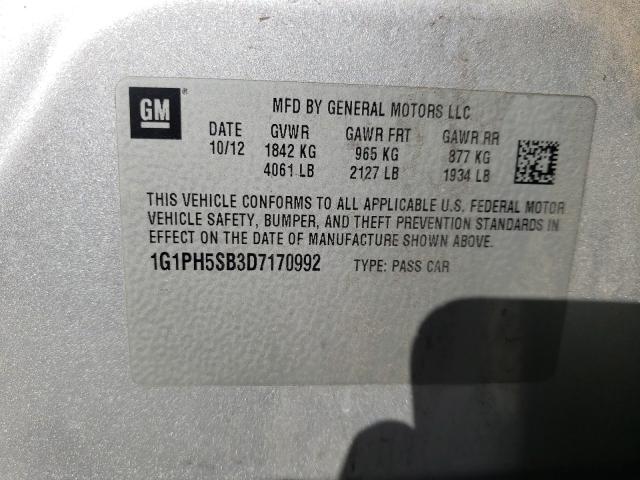 GM
MFD BY GENERAL MOTORS LLC
DATE GVWR GAWR FRT GAWR RR
10/12 1842 KG 965 KG 877 KG
4061 LB 2127 LB 1934 LB
THIS VEHICLE CONFORMS TO ALL APPLICABLE U.S. FEDERAL MOTOR
VEHICLE SAFETY, BUMPER, AND THEFT PREVENTION STANDARDS IN
EFFECT ON THE DATE OF MANUFACTURE SHOWN ABOVE.
1G1PH5SB3D7170992 TYPE: PASS CAR